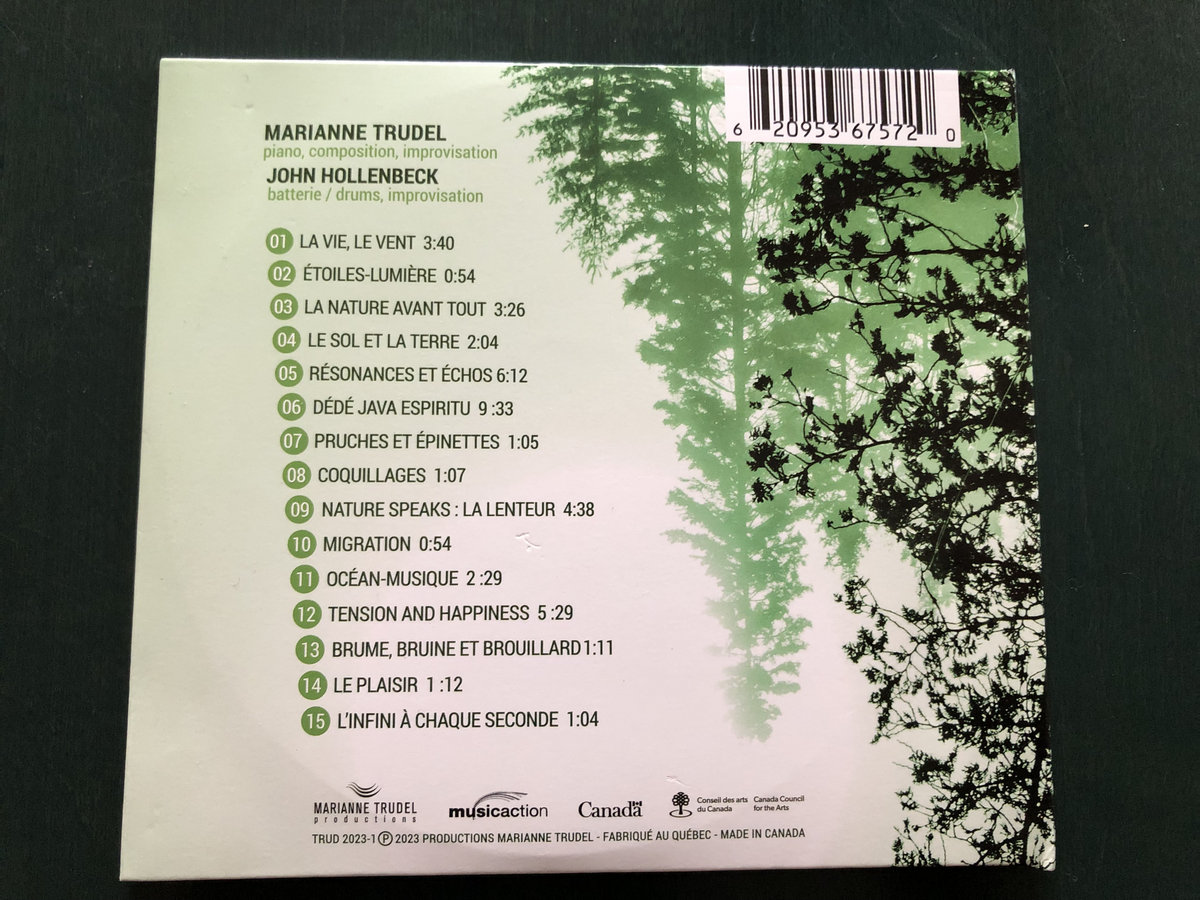 6 20953 67572 0
MARIANNE TRUDEL
piano, composition, improvisation
JOHN HOLLENBECK
batterie / drums, improvisation
01 LA VIE, LE VENT 3:40
02 ÉTOILES-LUMIÈRE 0:54
03 LA NATURE AVANT TOUT 3:26
04 LE SOL ET LA TERRE 2:04
05 RÉSONANCES ET ÉCHOS 6:12
06 DÉDÉ JAVA ESPIRITU 9 :33
07 PRUCHES ET ÉPINETTES 1:05
08 COQUILLAGES 1:07
09 NATURE SPEAKS : LA LENTEUR 4:38
10 MIGRATION 0:54
11 OCÉAN-MUSIQUE 2 :29
12 TENSION AND HAPPINESS 5 :29
13 BRUME, BRUINE ET BROUILLARD 1:11
14 LE PLAISIR 1 :12
15 L'INFINI À CHAQUE SECONDE 1:04
MARIANNE TRUDEL
productions
musicaction
Canada
Conseil des arts du Canada
Canada Council for the Arts
TRUD 2023-1 ℗ 2023 PRODUCTIONS MARIANNE TRUDEL - FABRIQUÉ AU QUÉBEC - MADE IN CANADA